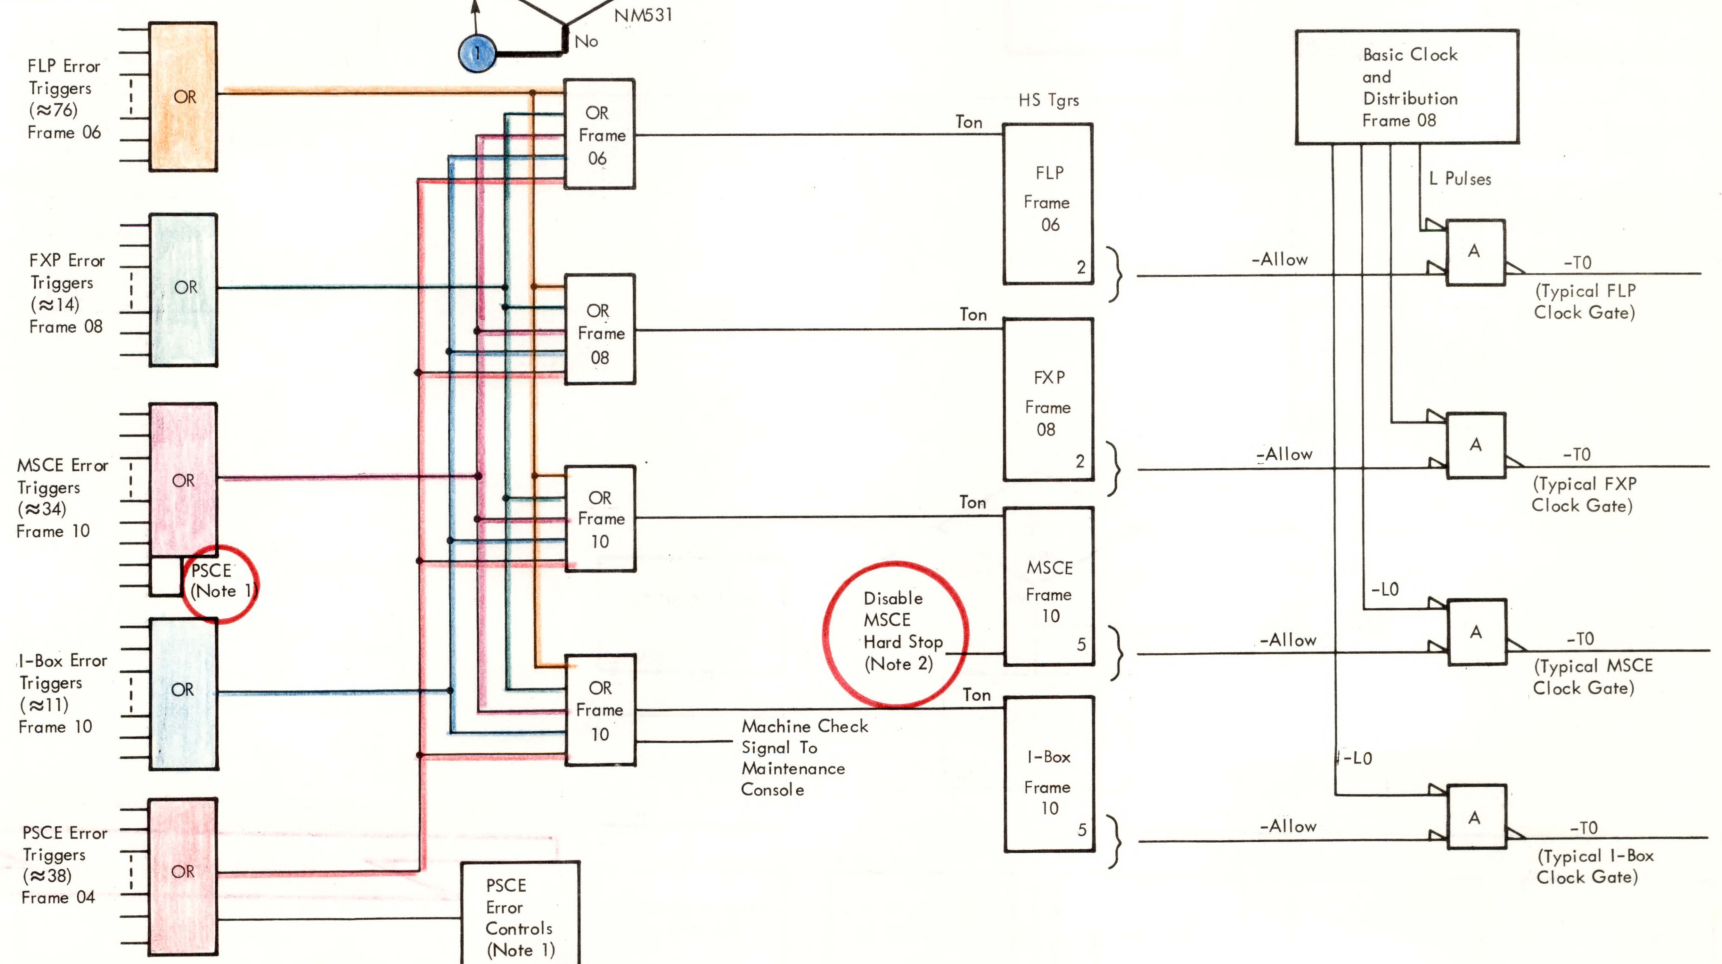 NM531
No
1
FLP Error
Triggers
(≈76)
Frame 06
OR
OR
Frame
06
Ton
HS Tgrs
FLP
Frame
06
2
Basic Clock
and
Distribution
Frame 08
L Pulses
A
-Allow
-T0
(Typical FLP
Clock Gate)
FXP Error
Triggers
(≈14)
Frame 08
OR
OR
Frame
08
Ton
FXP
Frame
08
2
-Allow
A
-T0
(Typical FXP
Clock Gate)
MSCE Error
Triggers
(≈34)
Frame 10
OR
PSCE
(Note 1)
OR
Frame
10
Ton
Disable
MSCE
Hard Stop
(Note 2)
MSCE
Frame
10
5
-L0
-Allow
A
-T0
(Typical MSCE
Clock Gate)
I-Box Error
Triggers
(≈11)
Frame 10
OR
OR
Frame
10
Ton
Machine Check
Signal To
Maintenance
Console
I-Box
Frame
10
5
-L0
-Allow
A
-T0
(Typical I-Box
Clock Gate)
PSCE Error
Triggers
(≈38)
Frame 04
OR
PSCE
Error
Controls
(Note 1)